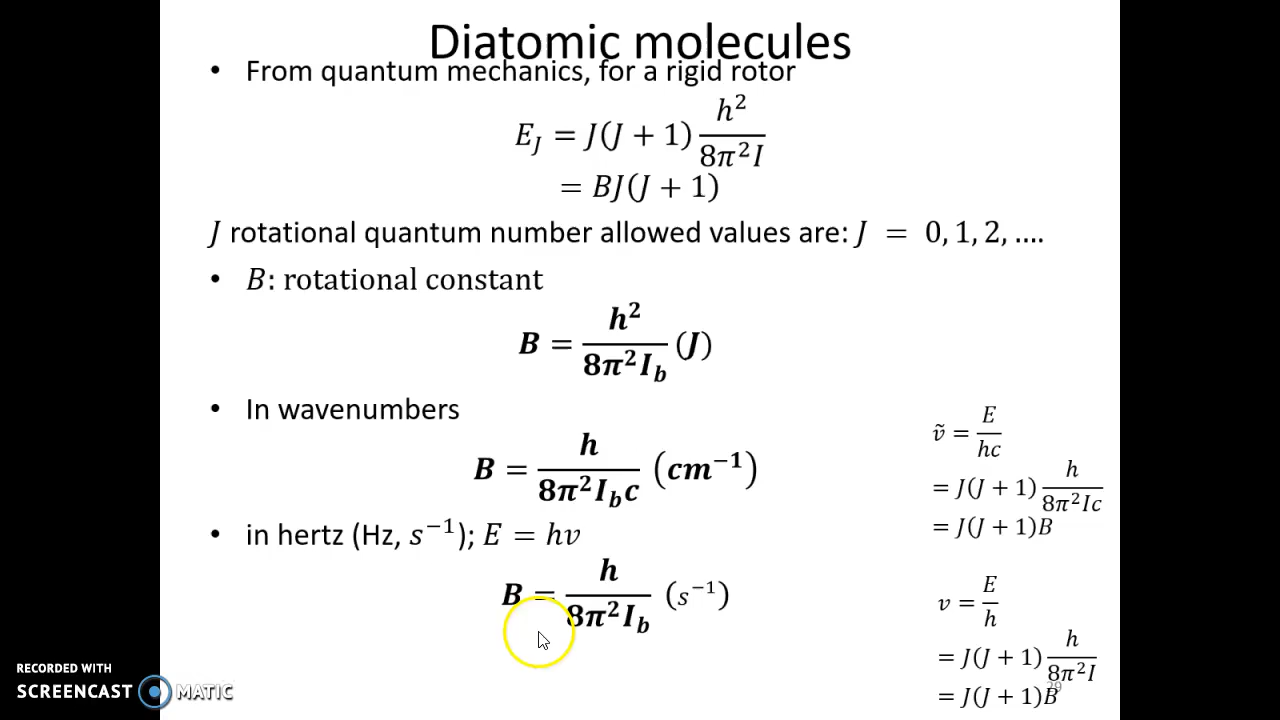 Diatomic molecules
• From quantum mechanics, for a rigid rotor
E_J = J(J + 1) h²/8π²I
= BJ(J + 1)
J rotational quantum number allowed values are: J = 0, 1, 2, ....
• B: rotational constant
B = h²/8π²I_b (J)
• In wavenumbers
B = h/8π²I_bc (cm⁻¹)
• in hertz (Hz, s⁻¹); E = hν
B = h/8π²I_b (s⁻¹)
ν̃ = E/hc
= J(J + 1) h/8π²Ic
= J(J + 1)B
ν = E/h
= J(J + 1) h/8π²I
= J(J + 1)B
29
RECORDED WITH
SCREENCAST MATIC